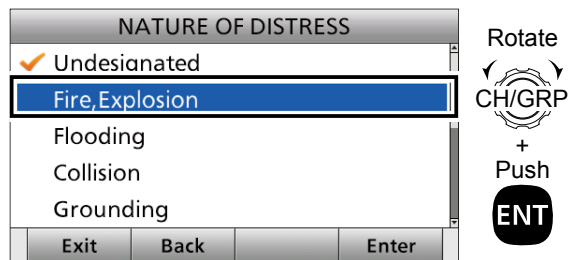 NATURE OF DISTRESS
Undesignated
Fire,Explosion
Flooding
Collision
Grounding
Exit Back Enter
Rotate
CH/GRP
+
Push
ENT